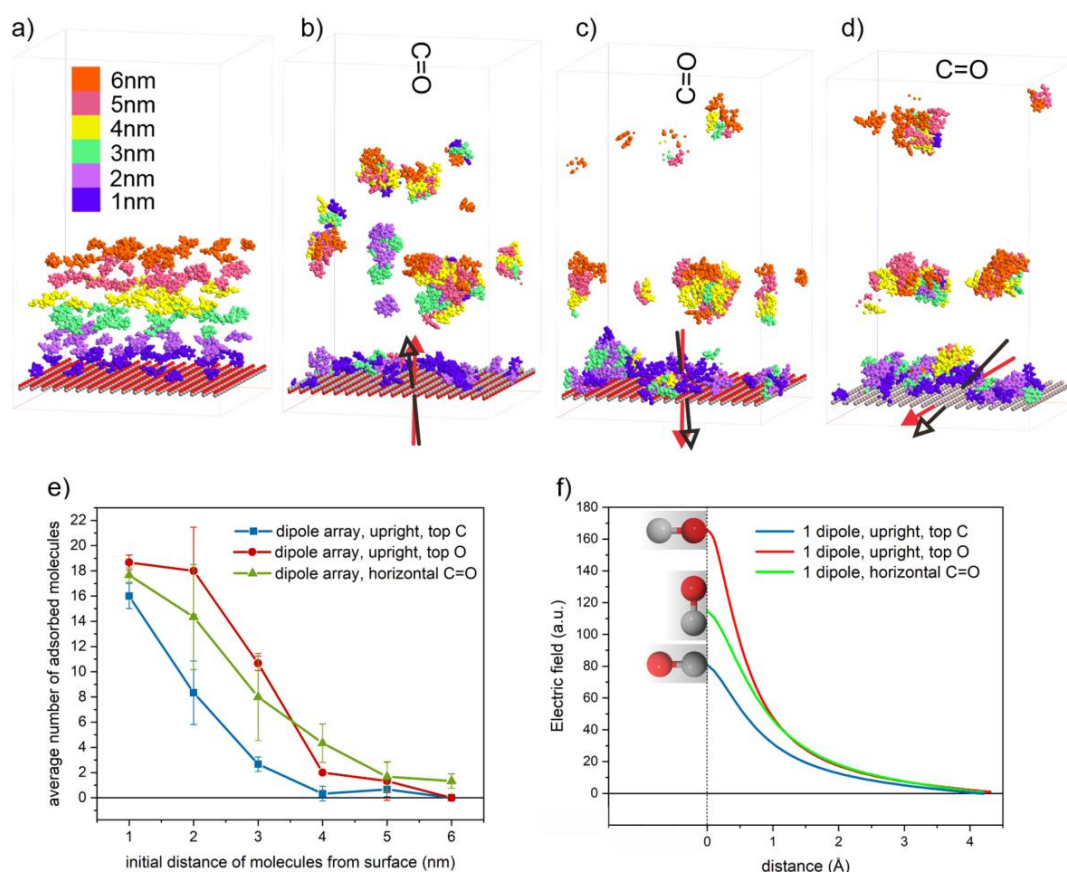 a)
6nm
5nm
4nm
3nm
2nm
1nm
b)
C=O
c)
O=C
d)
C=O
e)
average number of adsorbed molecules
22
20
18
16
14
12
10
8
6
4
2
0
dipole array, upright, top C
dipole array, upright, top O
dipole array, horizontal C=O
1 2 3 4 5 6
initial distance of molecules from surface (nm)
f)
Electric field (a.u.)
180
160
140
120
100
80
60
40
20
0
1 dipole, upright, top C
1 dipole, upright, top O
1 dipole, horizontal C=O
0 1 2 3 4
distance (Å)